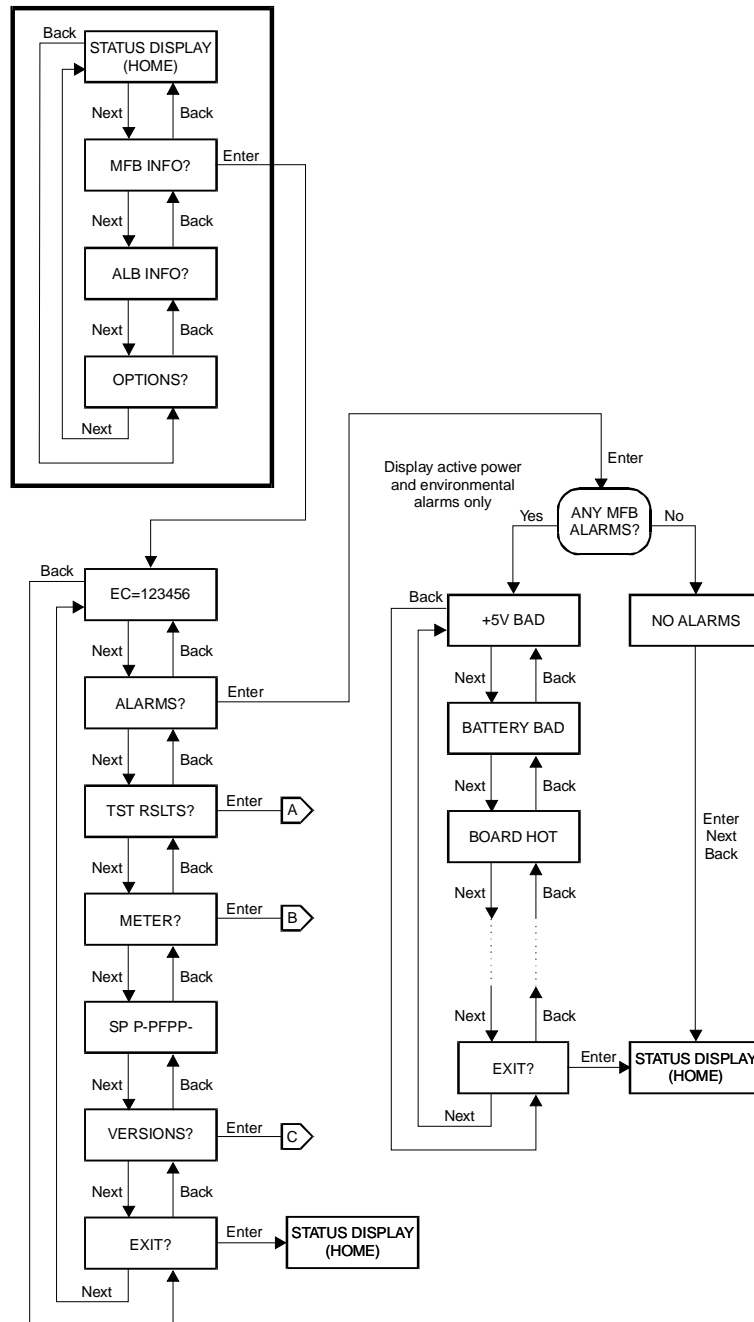 Back
STATUS DISPLAY
(HOME)
Next
Back
MFB INFO?
Enter
Next
Back
ALB INFO?
Next
Back
OPTIONS?
Next
Display active power
and environmental
alarms only
Enter
Yes
ANY MFB
ALARMS?
No
Back
EC=123456
Next
Back
ALARMS?
Enter
Next
Back
TST RSLTS?
Enter
A
Next
Back
METER?
Enter
B
Next
Back
SP P-PFPP-
Next
Back
VERSIONS?
Enter
C
Next
Back
EXIT?
Enter
STATUS DISPLAY
(HOME)
Next
Back
+5V BAD
Next
Back
BATTERY BAD
Next
Back
BOARD HOT
Next
Back
Next
Back
EXIT?
Enter
Next
NO ALARMS
Enter
Next
Back
STATUS DISPLAY
(HOME)